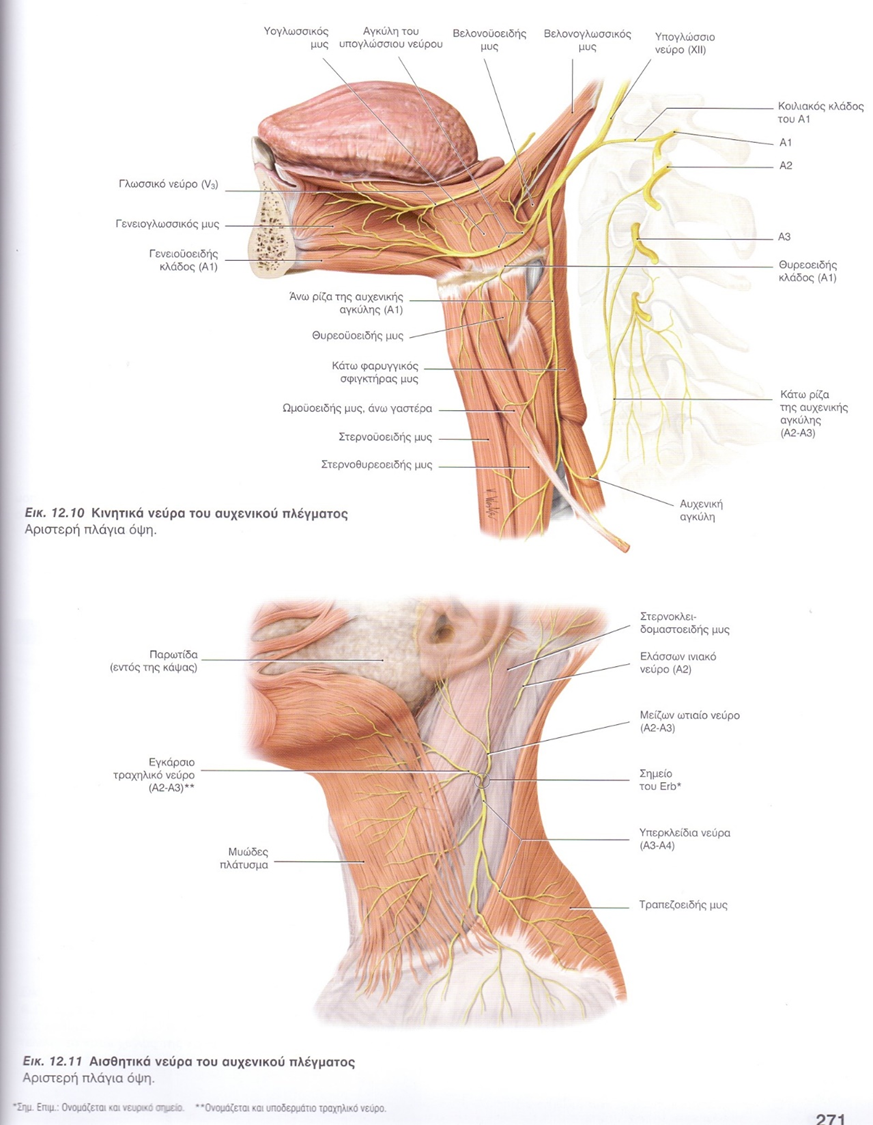 Υογλωσσικός
μυς
Αγκύλη του
υπογλώσσιου νεύρου
Βελονοϋοειδής
μυς
Βελονογλωσσικός
μυς
Υπογλώσσιο
νεύρο (XII)
Κοιλιακός κλάδος
του Α1
Α1
Α2
Γλωσσικό νεύρο (V₃)
Γενειογλωσσικός μυς
Α3
Γενειοϋοειδής
κλάδος (Α1)
Θυρεοειδής
κλάδος (Α1)
Άνω ρίζα της αυχενικής
αγκύλης (Α1)
Θυρεοϋοειδής μυς
Κάτω φαρυγγικός
σφιγκτήρας μυς
Ωμοϋοειδής μυς, άνω γαστέρα
Κάτω ρίζα
της αυχενικής
αγκύλης
(Α2-Α3)
Στερνοϋοειδής μυς
Στερνοθυρεοειδής μυς
Αυχενική
αγκύλη
Εικ. 12.10 Κινητικά νεύρα του αυχενικού πλέγματος
Αριστερή πλάγια όψη.
Στερνοκλει-
δομαστοειδής μυς
Παρωτίδα
(εντός της κάψας)
Ελάσσων ινιακό
νεύρο (Α2)
Μείζων ωτιαίο νεύρο
(Α2-Α3)
Εγκάρσιο
τραχηλικό νεύρο
(Α2-Α3)**
Σημείο
του Erb*
Υπερκλείδια νεύρα
(Α3-Α4)
Μυώδες
πλάτυσμα
Τραπεζοειδής μυς
Εικ. 12.11 Αισθητικά νεύρα του αυχενικού πλέγματος
Αριστερή πλάγια όψη.
*Σημ. Επιμ.: Ονομάζεται και νευρικό σημείο. **Ονομάζεται και υποδερμάτιο τραχηλικό νεύρο.
271